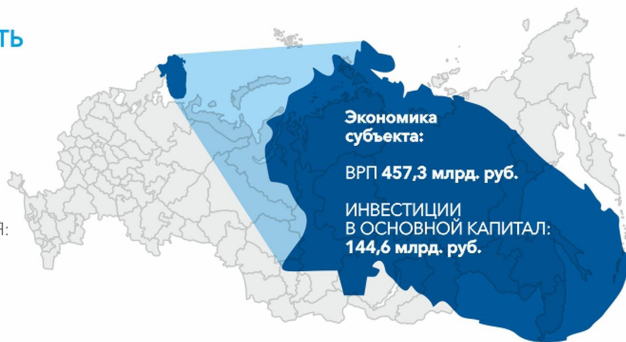 ТЬ
Экономика
субъекта:
ВРП 457,3 млрд. руб.
ИНВЕСТИЦИИ
В ОСНОВНОЙ КАПИТАЛ:
Я:
144,6 млрд. руб.